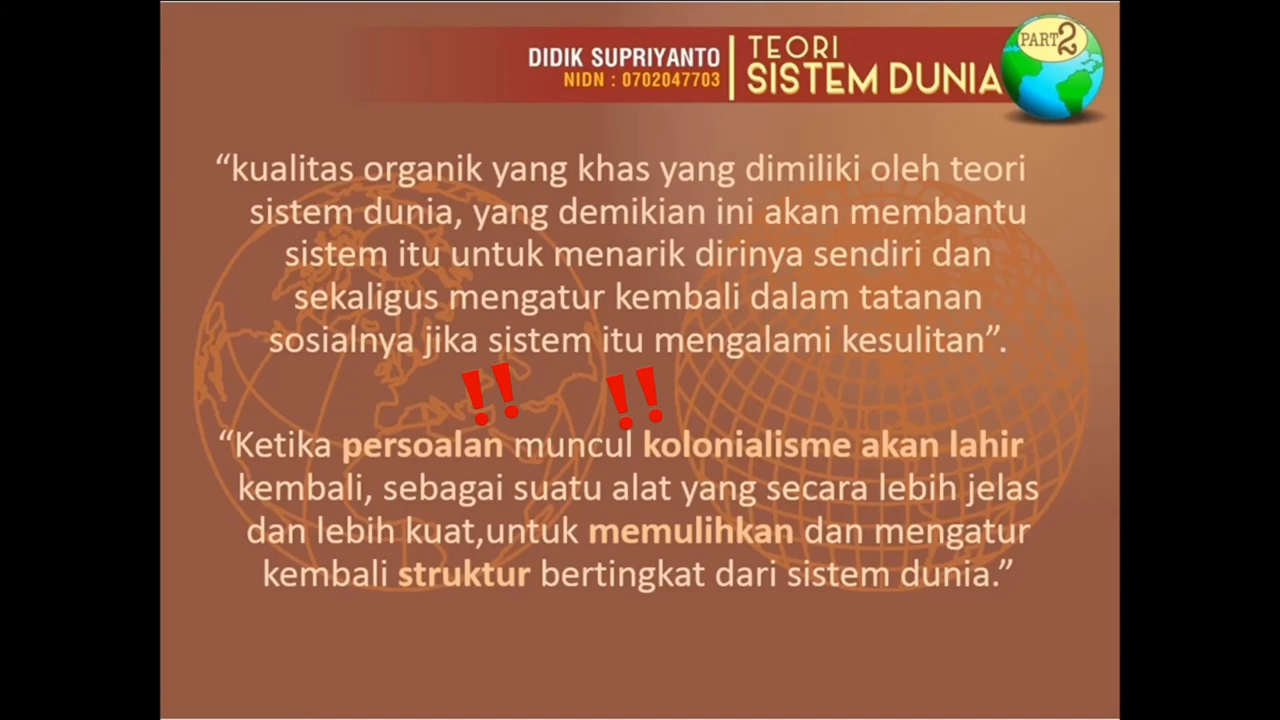 DIDIK SUPRIYANTO
NIDN : 0702047703
TEORI
SISTEM DUNIA
PART2
“kualitas organik yang khas yang dimiliki oleh teori
sistem dunia, yang demikian ini akan membantu
sistem itu untuk menarik dirinya sendiri dan
sekaligus mengatur kembali dalam tatanan
sosialnya jika sistem itu mengalami kesulitan”.
!! !!
“Ketika persoalan muncul kolonialisme akan lahir
kembali, sebagai suatu alat yang secara lebih jelas
dan lebih kuat,untuk memulihkan dan mengatur
kembali struktur bertingkat dari sistem dunia.”